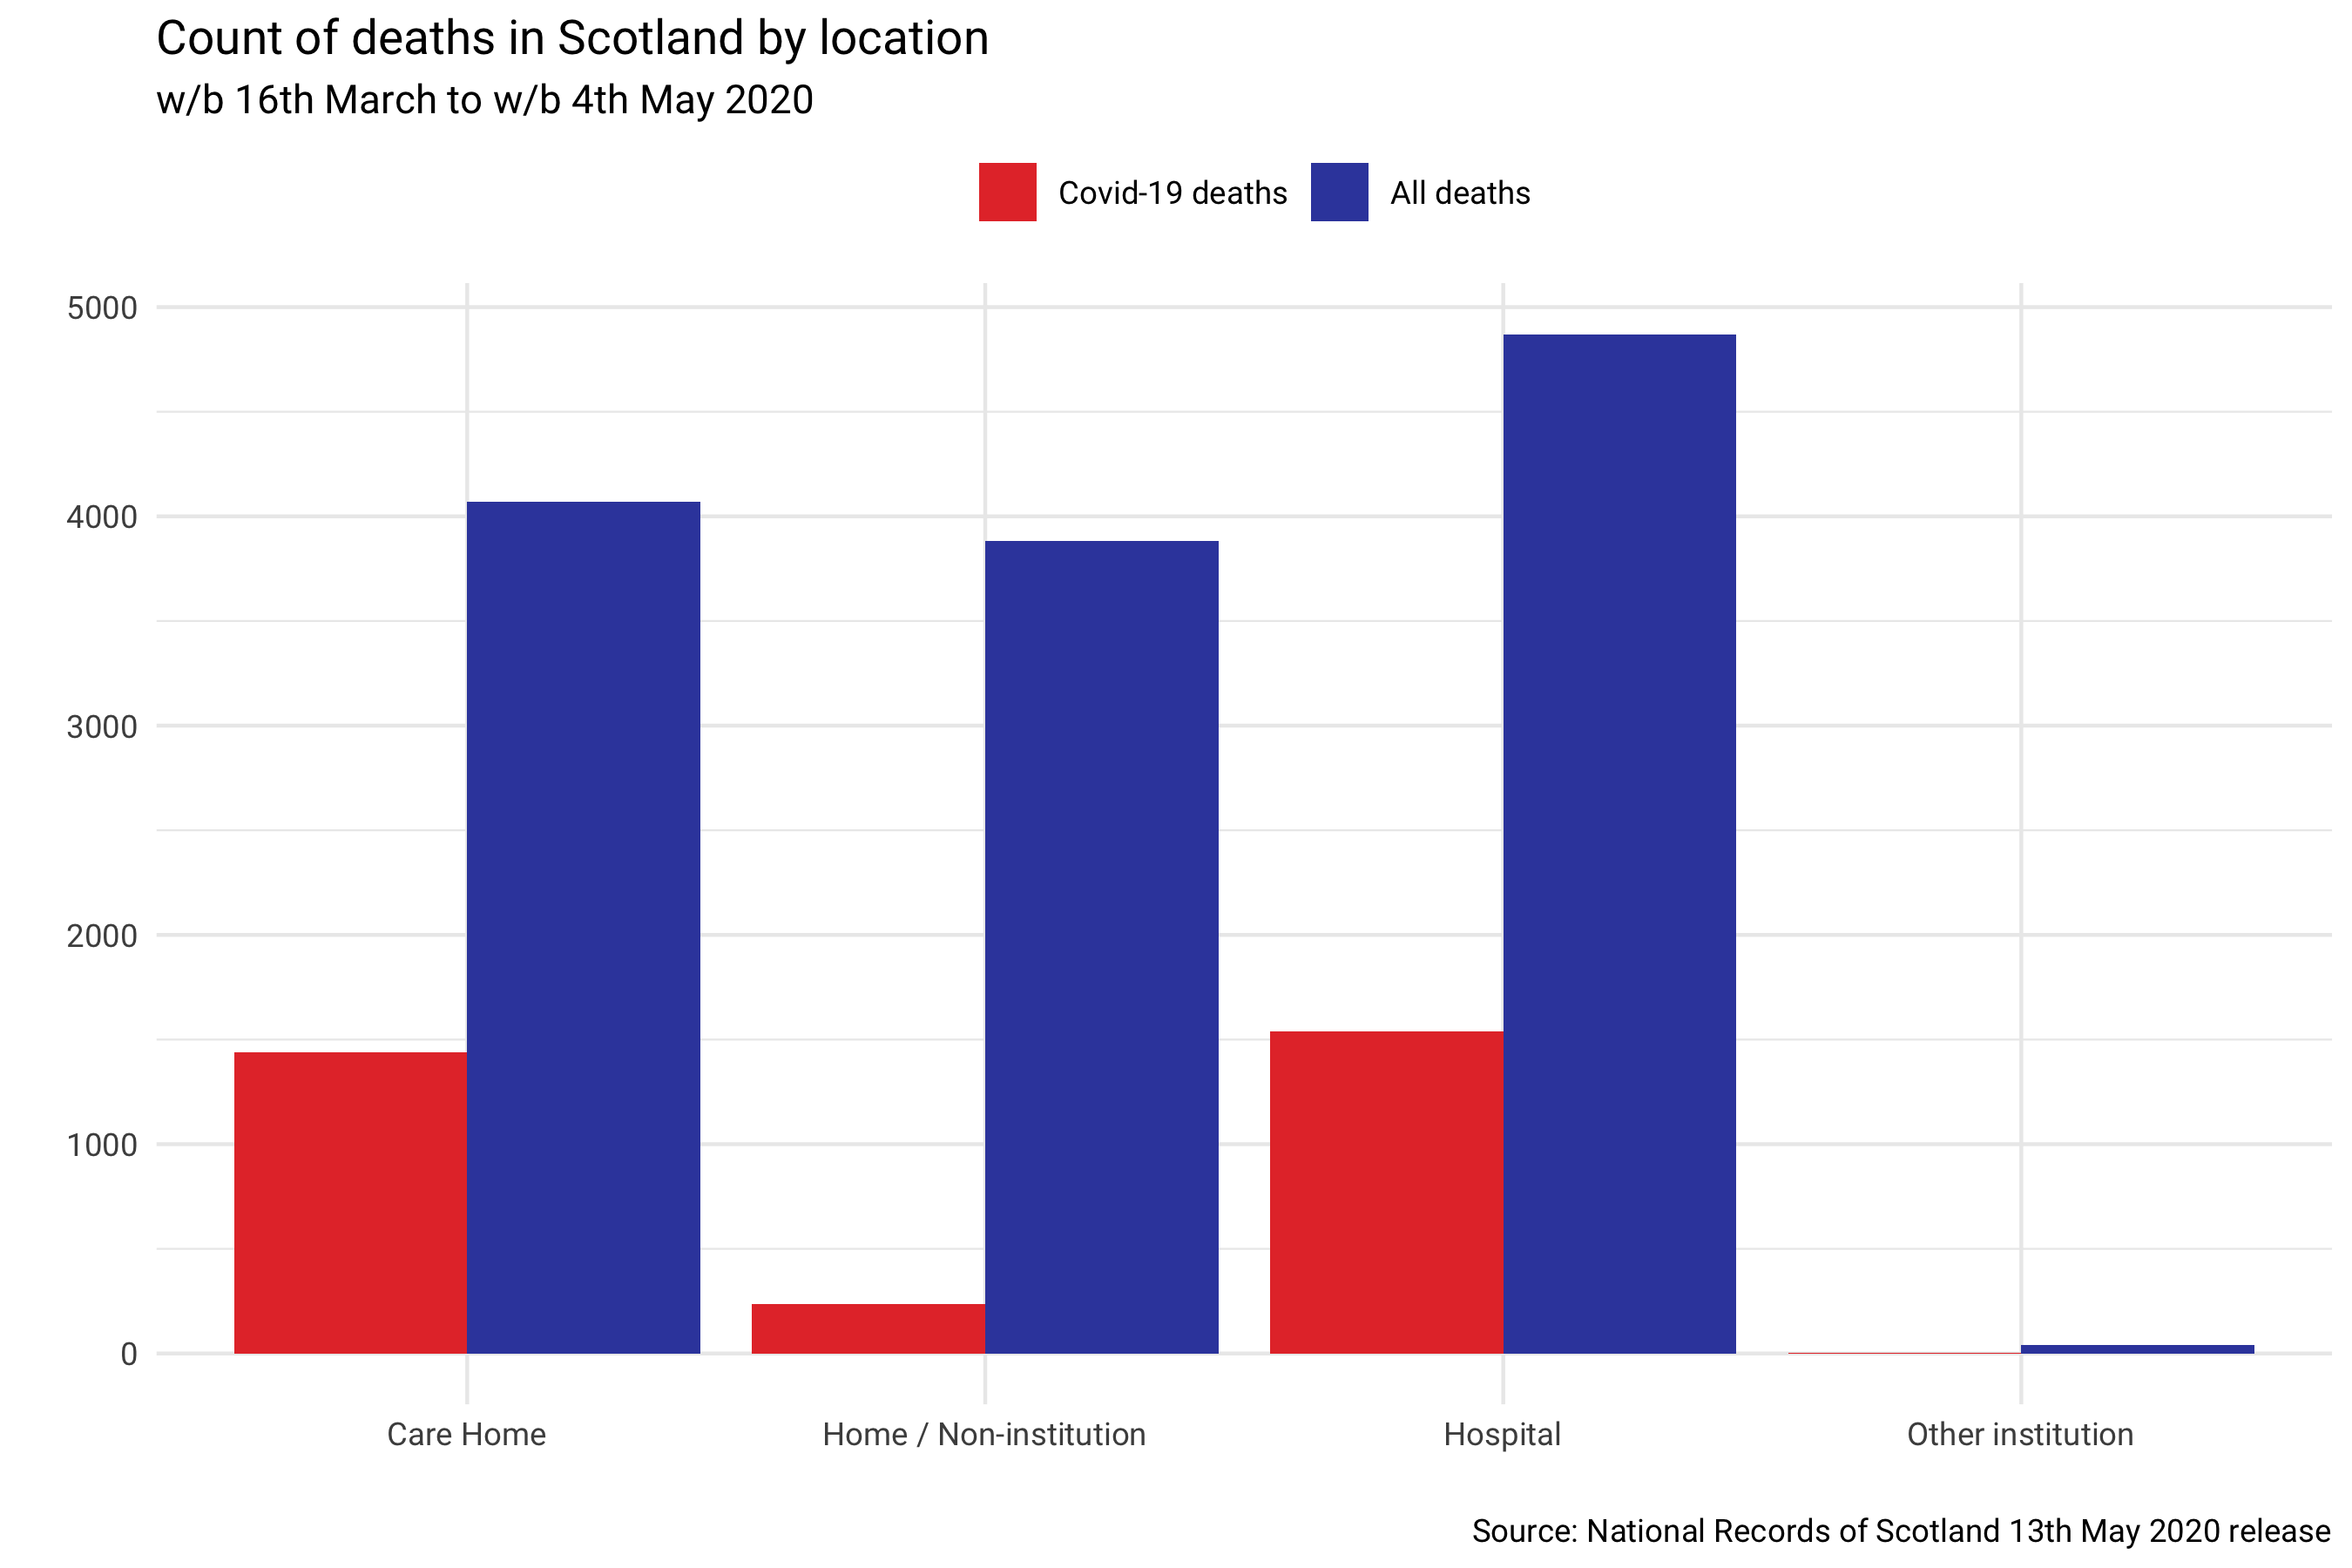 Count of deaths in Scotland by location
w/b 16th March to w/b 4th May 2020
Covid-19 deaths All deaths
5000
4000
3000
2000
1000
0
Care Home Home / Non-institution Hospital Other institution
Source: National Records of Scotland 13th May 2020 release